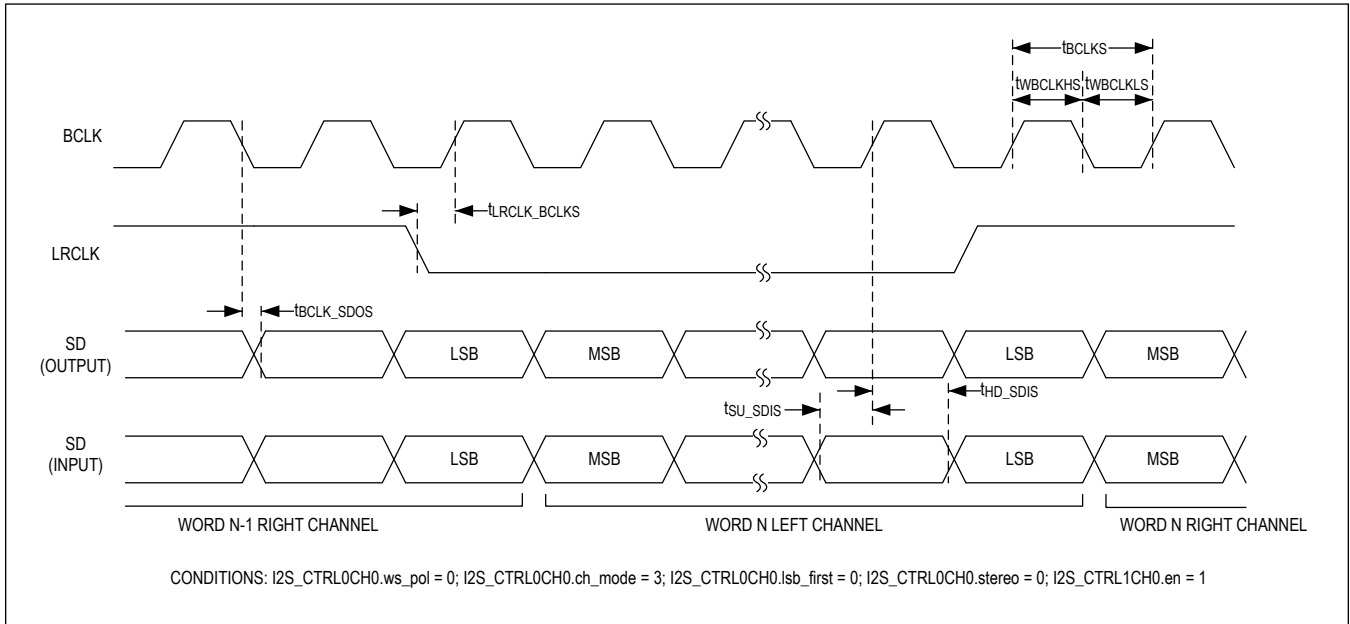 tBCLKS
tWBCLKHS tWBCLKLS
BCLK
tLRCLK_BCLKS
LRCLK
tBCLK_SDOS
SD
(OUTPUT)
LSB MSB LSB MSB
tHD_SDIS
tSU_SDIS
SD
(INPUT)
LSB MSB LSB MSB
WORD N-1 RIGHT CHANNEL WORD N LEFT CHANNEL WORD N RIGHT CHANNEL
CONDITIONS: I2S_CTRL0CH0.ws_pol = 0; I2S_CTRL0CH0.ch_mode = 3; I2S_CTRL0CH0.lsb_first = 0; I2S_CTRL0CH0.stereo = 0; I2S_CTRL1CH0.en = 1